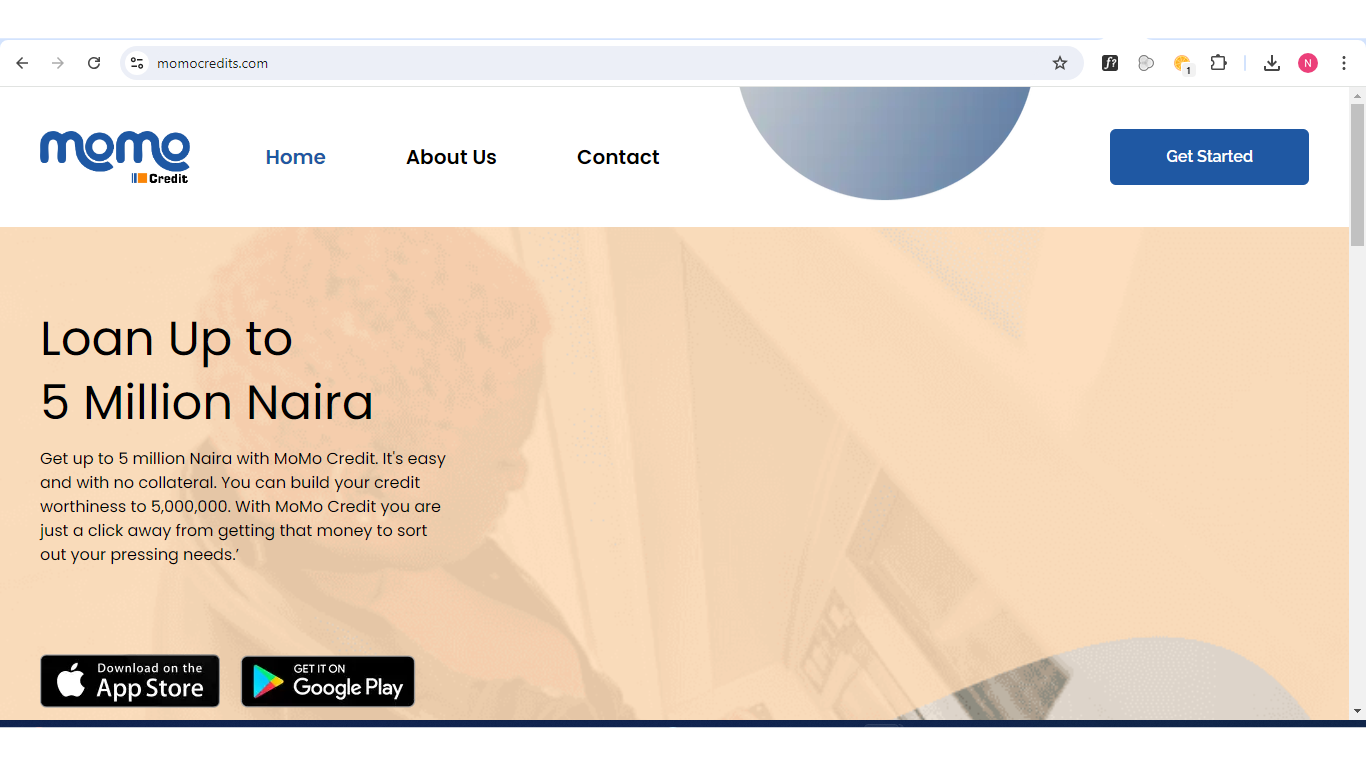 momocredits.com
1
N
momo
Credit
Home
About Us
Contact
Get Started
Loan Up to
5 Million Naira
Get up to 5 million Naira with MoMo Credit. It's easy
and with no collateral. You can build your credit
worthiness to 5,000,000. With MoMo Credit you are
just a click away from getting that money to sort
out your pressing needs.’
Download on the
App Store
GET IT ON
Google Play